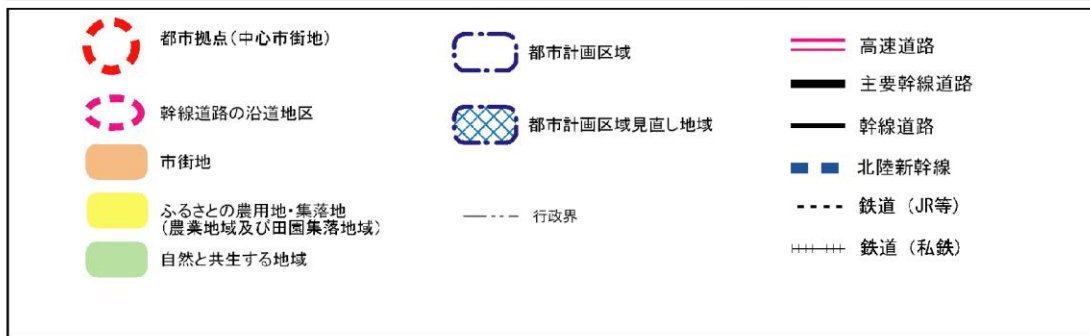 都市拠点(中心市街地)
幹線道路の沿道地区
市街地
ふるさとの農用地・集落地
(農業地域及び田園集落地域)
自然と共生する地域
都市計画区域
都市計画区域見直し地域
行政界
高速道路
主要幹線道路
幹線道路
北陸新幹線
鉄道(JR等)
鉄道(私鉄)